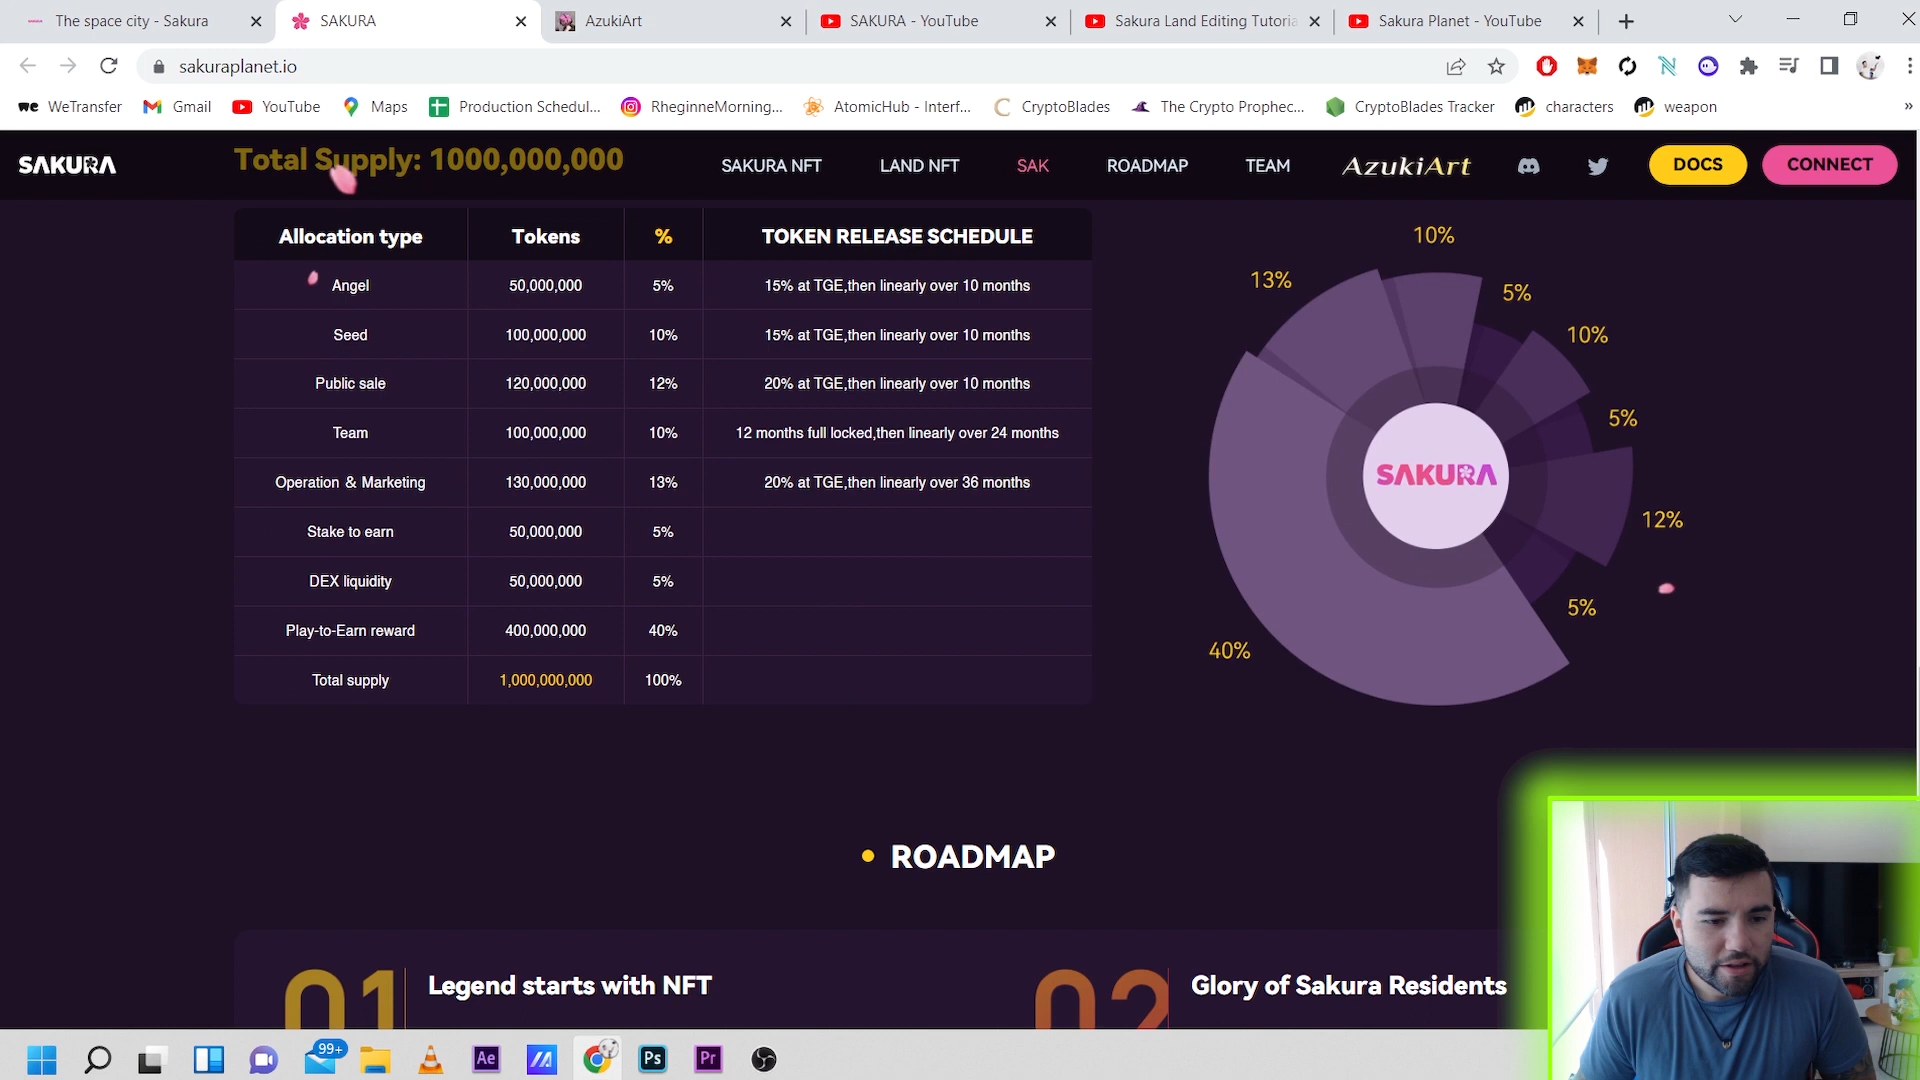 The space city - Sakura
SAKURA
AzukiArt
SAKURA - YouTube
Sakura Land Editing Tutoria
Sakura Planet - YouTube
sakuraplanet.io
WeTransfer
Gmail
YouTube
Maps
Production Schedul...
RheginneMorning...
AtomicHub - Interf...
CryptoBlades
The Crypto Prophec...
CryptoBlades Tracker
characters
weapon
»
SAKURA
Total Supply: 1000,000,000
SAKURA NFT
LAND NFT
SAK
ROADMAP
TEAM
AzukiArt
DOCS
CONNECT
Allocation type Tokens % TOKEN RELEASE SCHEDULE
Angel 50,000,000 5% 15% at TGE,then linearly over 10 months
Seed 100,000,000 10% 15% at TGE,then linearly over 10 months
Public sale 120,000,000 12% 20% at TGE,then linearly over 10 months
Team 100,000,000 10% 12 months full locked,then linearly over 24 months
Operation & Marketing 130,000,000 13% 20% at TGE,then linearly over 36 months
Stake to earn 50,000,000 5%
DEX liquidity 50,000,000 5%
Play-to-Earn reward 400,000,000 40%
Total supply 1,000,000,000 100%
10%
13%
5%
10%
5%
12%
5%
40%
SAKURA
ROADMAP
01 Legend starts with NFT
02 Glory of Sakura Residents
99+
Ae
Ps
Pr